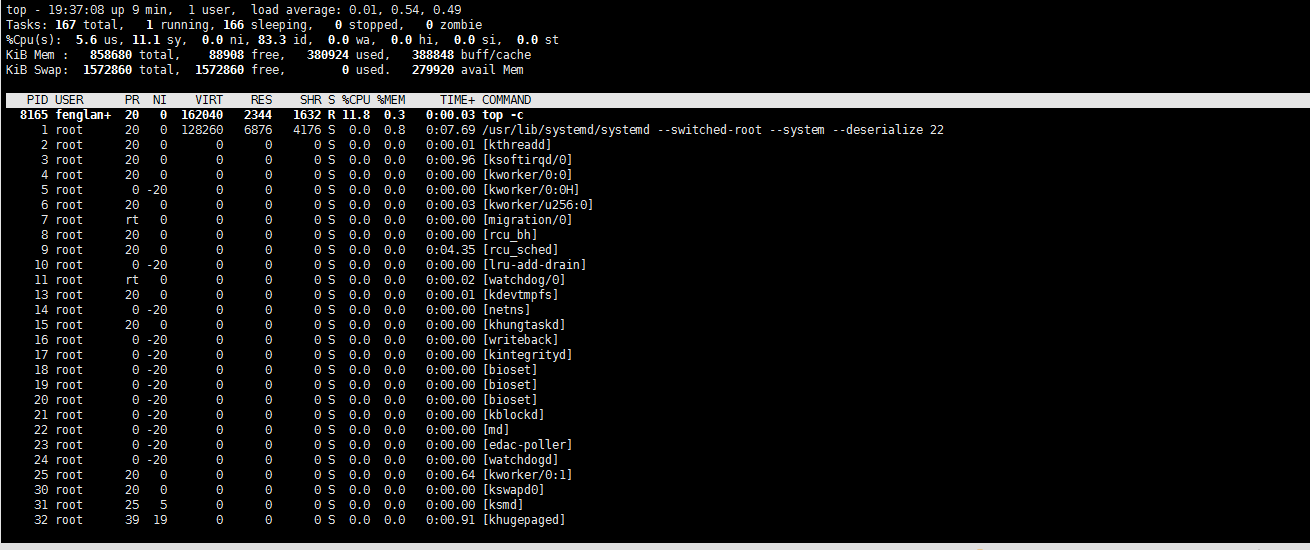 top - 19:37:08 up 9 min,  1 user,  load average: 0.01, 0.54, 0.49
Tasks: 167 total,   1 running, 166 sleeping,   0 stopped,   0 zombie
%Cpu(s):  5.6 us, 11.1 sy,  0.0 ni, 83.3 id,  0.0 wa,  0.0 hi,  0.0 si,  0.0 st
KiB Mem :   858680 total,    88908 free,   380924 used,   388848 buff/cache
KiB Swap:  1572860 total,  1572860 free,        0 used.   279920 avail Mem
PID USER      PR  NI    VIRT    RES    SHR S %CPU %MEM     TIME+ COMMAND
8165 fenglan+  20   0  162040   2344   1632 R 11.8  0.3   0:00.03 top -c
1 root      20   0  128260   6876   4176 S  0.0  0.8   0:07.69 /usr/lib/systemd/systemd --switched-root --system --deserialize 22
2 root      20   0       0      0      0 S  0.0  0.0   0:00.01 [kthreadd]
3 root      20   0       0      0      0 S  0.0  0.0   0:00.96 [ksoftirqd/0]
4 root      20   0       0      0      0 S  0.0  0.0   0:00.00 [kworker/0:0]
5 root       0 -20       0      0      0 S  0.0  0.0   0:00.00 [kworker/0:0H]
6 root      20   0       0      0      0 S  0.0  0.0   0:00.03 [kworker/u256:0]
7 root      rt   0       0      0      0 S  0.0  0.0   0:00.00 [migration/0]
8 root      20   0       0      0      0 S  0.0  0.0   0:00.00 [rcu_bh]
9 root      20   0       0      0      0 S  0.0  0.0   0:04.35 [rcu_sched]
10 root       0 -20       0      0      0 S  0.0  0.0   0:00.00 [lru-add-drain]
11 root      rt   0       0      0      0 S  0.0  0.0   0:00.02 [watchdog/0]
13 root      20   0       0      0      0 S  0.0  0.0   0:00.01 [kdevtmpfs]
14 root       0 -20       0      0      0 S  0.0  0.0   0:00.00 [netns]
15 root      20   0       0      0      0 S  0.0  0.0   0:00.00 [khungtaskd]
16 root       0 -20       0      0      0 S  0.0  0.0   0:00.00 [writeback]
17 root       0 -20       0      0      0 S  0.0  0.0   0:00.00 [kintegrityd]
18 root       0 -20       0      0      0 S  0.0  0.0   0:00.00 [bioset]
19 root       0 -20       0      0      0 S  0.0  0.0   0:00.00 [bioset]
20 root       0 -20       0      0      0 S  0.0  0.0   0:00.00 [bioset]
21 root       0 -20       0      0      0 S  0.0  0.0   0:00.00 [kblockd]
22 root       0 -20       0      0      0 S  0.0  0.0   0:00.00 [md]
23 root       0 -20       0      0      0 S  0.0  0.0   0:00.00 [edac-poller]
24 root       0 -20       0      0      0 S  0.0  0.0   0:00.00 [watchdogd]
25 root      20   0       0      0      0 S  0.0  0.0   0:00.64 [kworker/0:1]
30 root      20   0       0      0      0 S  0.0  0.0   0:00.00 [kswapd0]
31 root      25   5       0      0      0 S  0.0  0.0   0:00.00 [ksmd]
32 root      39  19       0      0      0 S  0.0  0.0   0:00.91 [khugepaged]